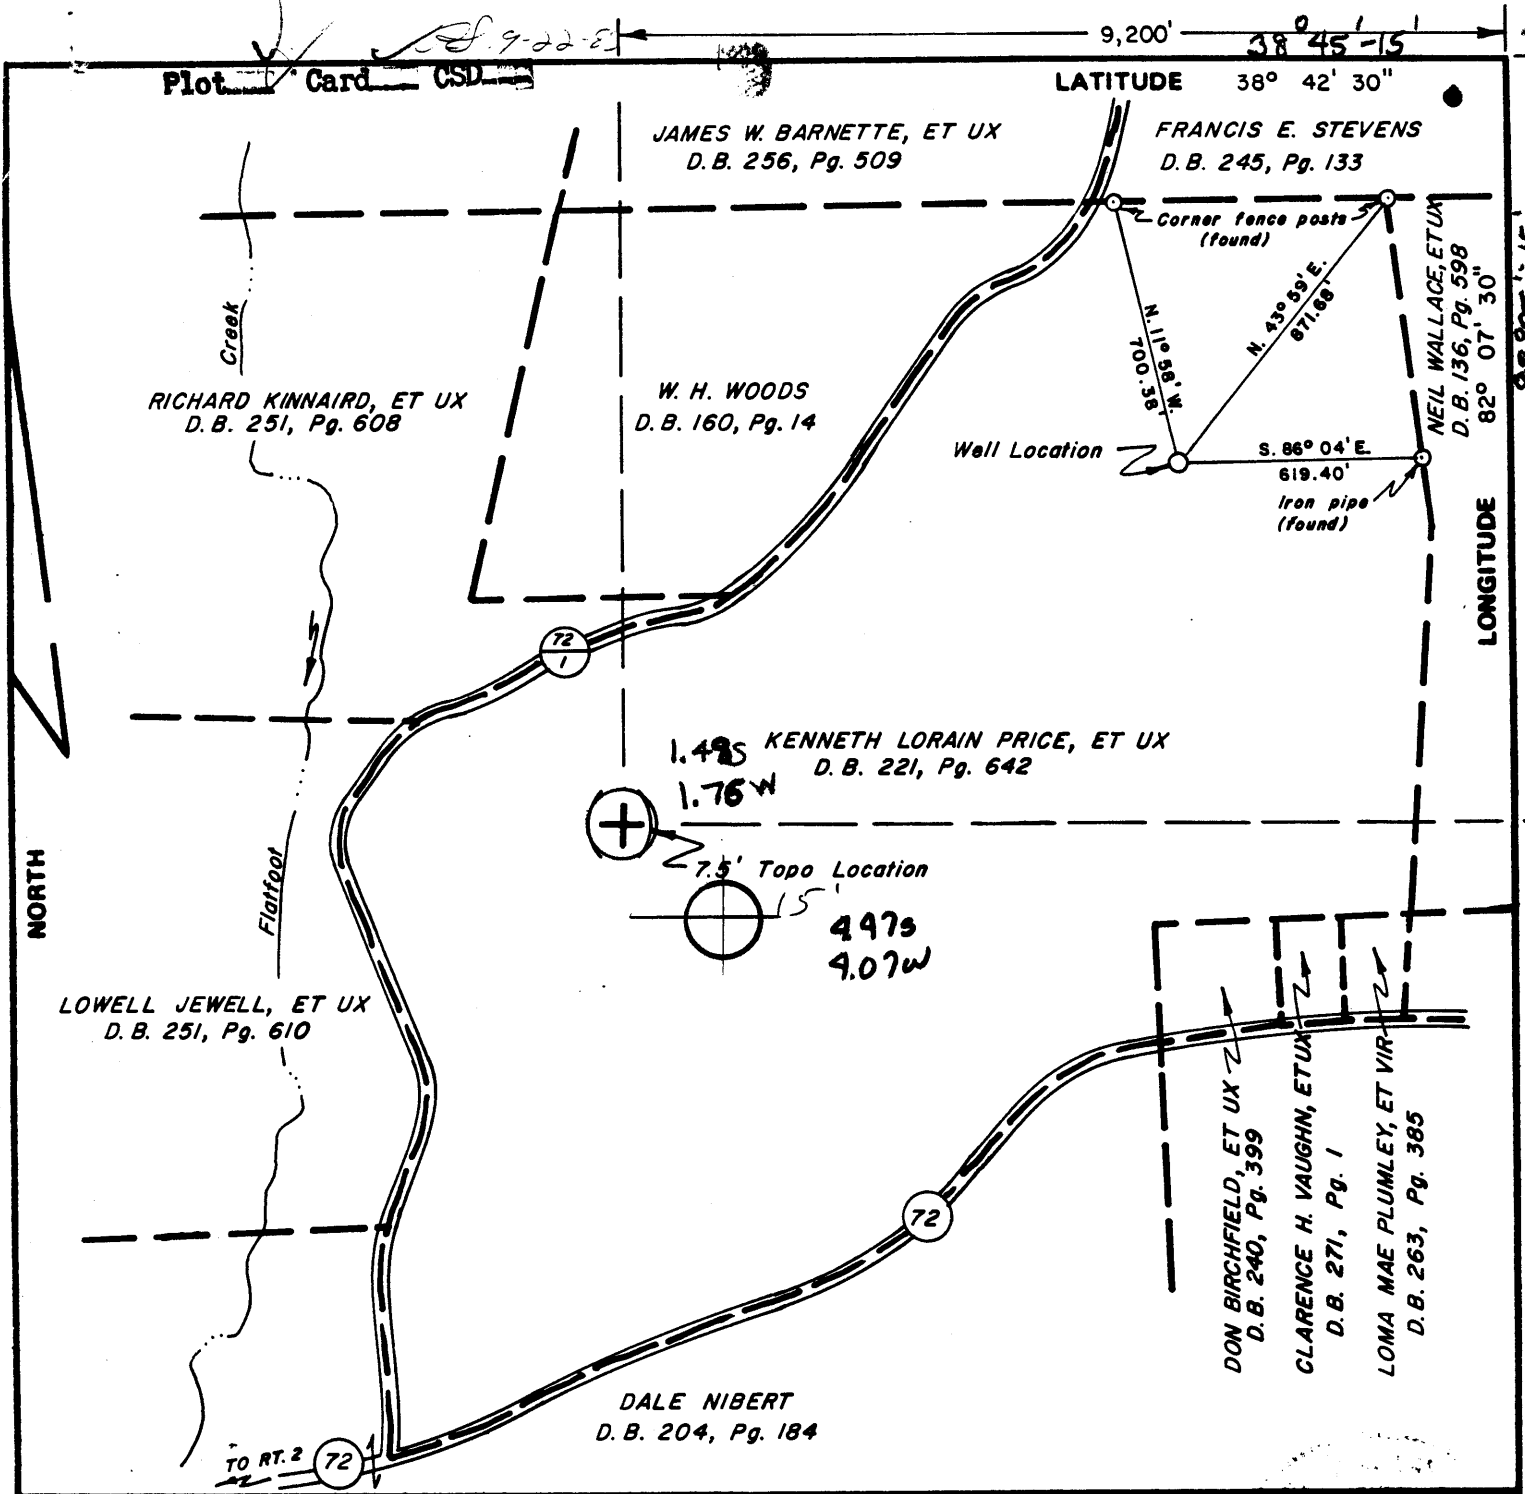 9,200'
38° 45' -15'
Plot Card CSD
LATITUDE 38° 42' 30"
JAMES W. BARNETTE, ET UX
D.B. 256, Pg. 509
FRANCIS E. STEVENS
D.B. 245, Pg. 133
Corner fence posts
(found)
NEIL WALLACE, ET UX
D.B. 136, Pg. 598
82° 07' 30"
LONGITUDE
N. 11° 58' W.
700.38'
N. 43° 59' E.
871.68'
Creek
RICHARD KINNAIRD, ET UX
D.B. 251, Pg. 608
W. H. WOODS
D.B. 160, Pg. 14
Well Location
S. 86° 04' E.
619.40'
Iron pipe
(found)
72
1
KENNETH LORAIN PRICE, ET UX
D.B. 221, Pg. 642
1.76 W
7.5' Topo Location
15'
4.47s
4.07w
NORTH
Flatfoot
LOWELL JEWELL, ET UX
D.B. 251, Pg. 610
DON BIRCHFIELD, ET UX
D.B. 240, Pg. 399
CLARENCE H. VAUGHN, ET UX
D.B. 271, Pg. 1
LOMA MAE PLUMLEY, ET VIR
D.B. 263, Pg. 385
72
DALE NIBERT
D.B. 204, Pg. 184
TO RT. 2
72